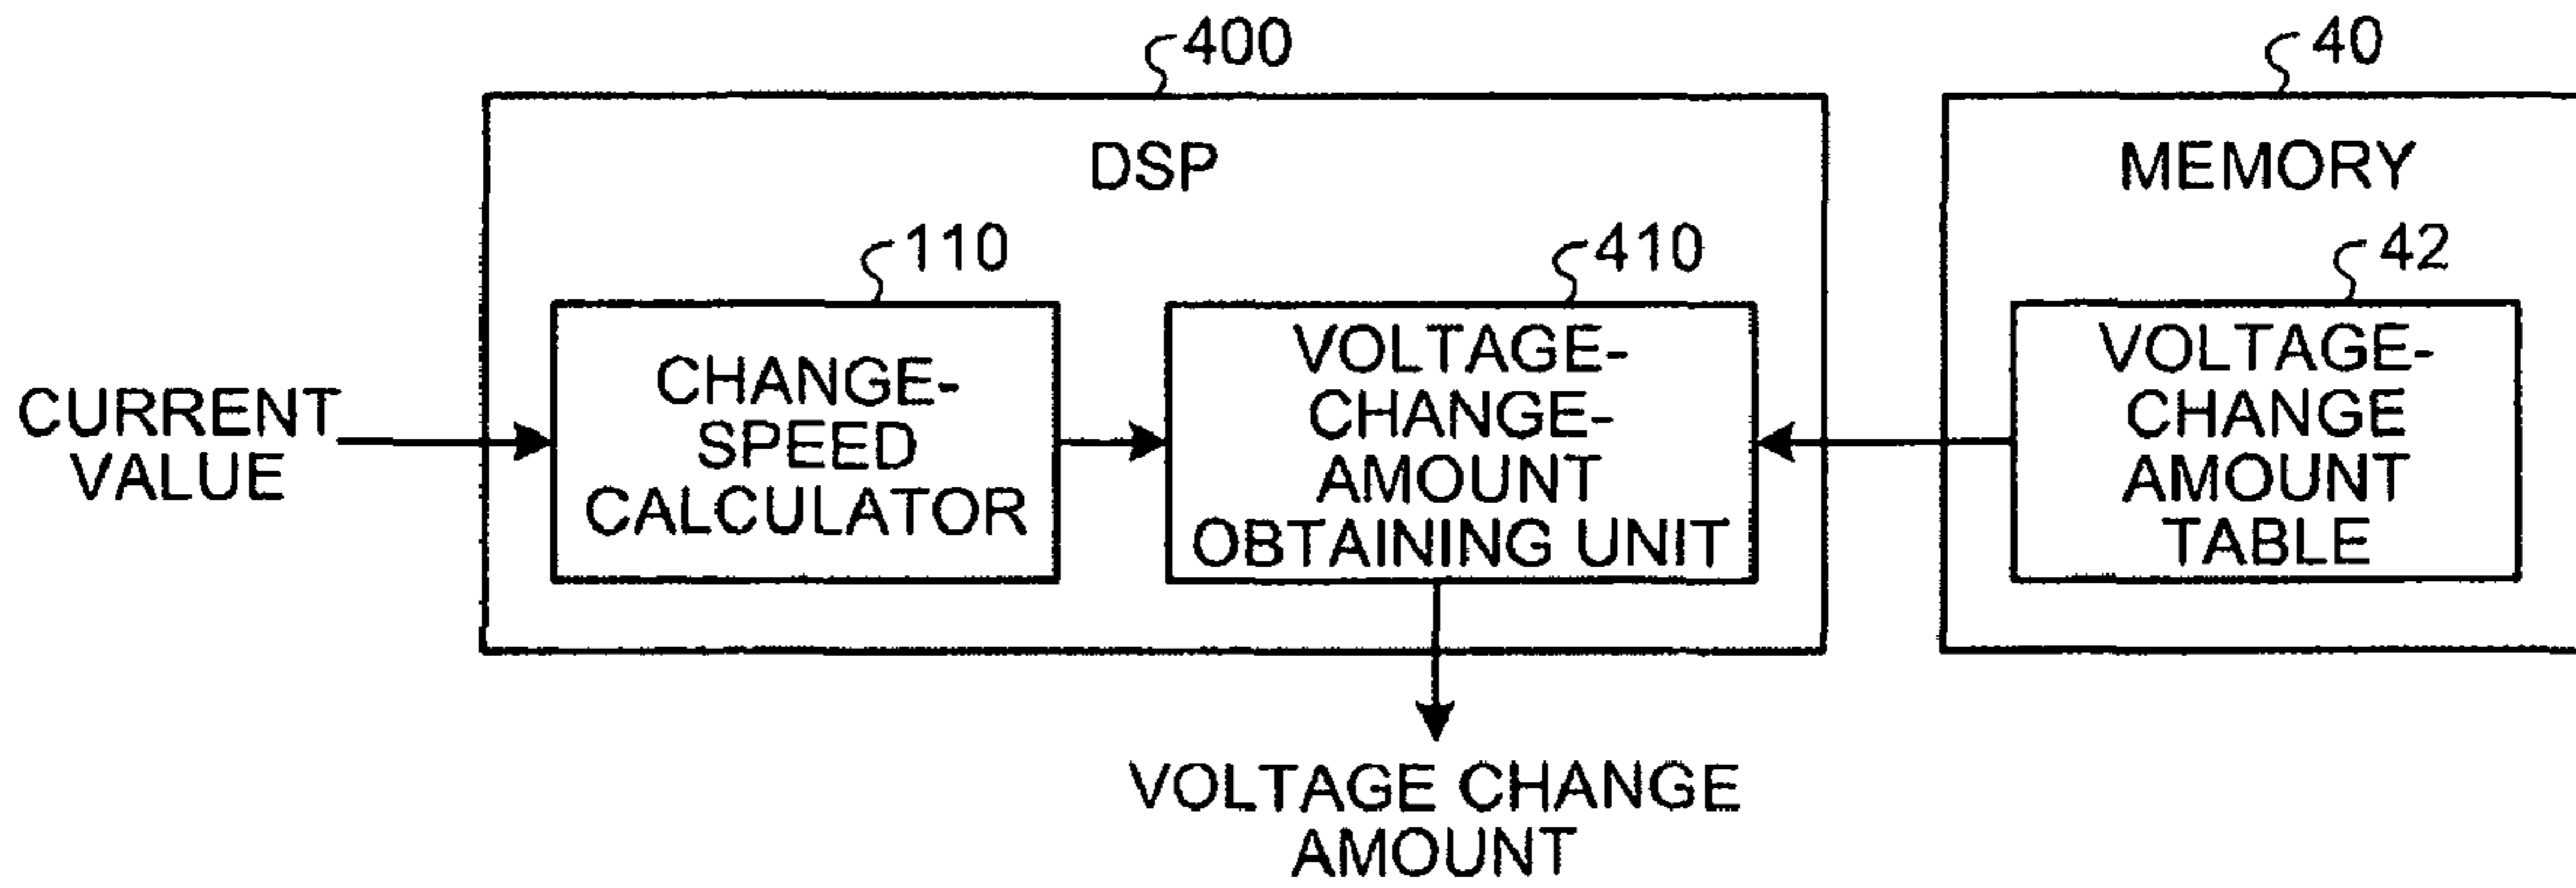 400
40
DSP
MEMORY
110
410
42
CURRENT
VALUE
CHANGE-
SPEED
CALCULATOR
VOLTAGE-
CHANGE-
AMOUNT
OBTAINING UNIT
VOLTAGE-
CHANGE
AMOUNT
TABLE
VOLTAGE CHANGE
AMOUNT